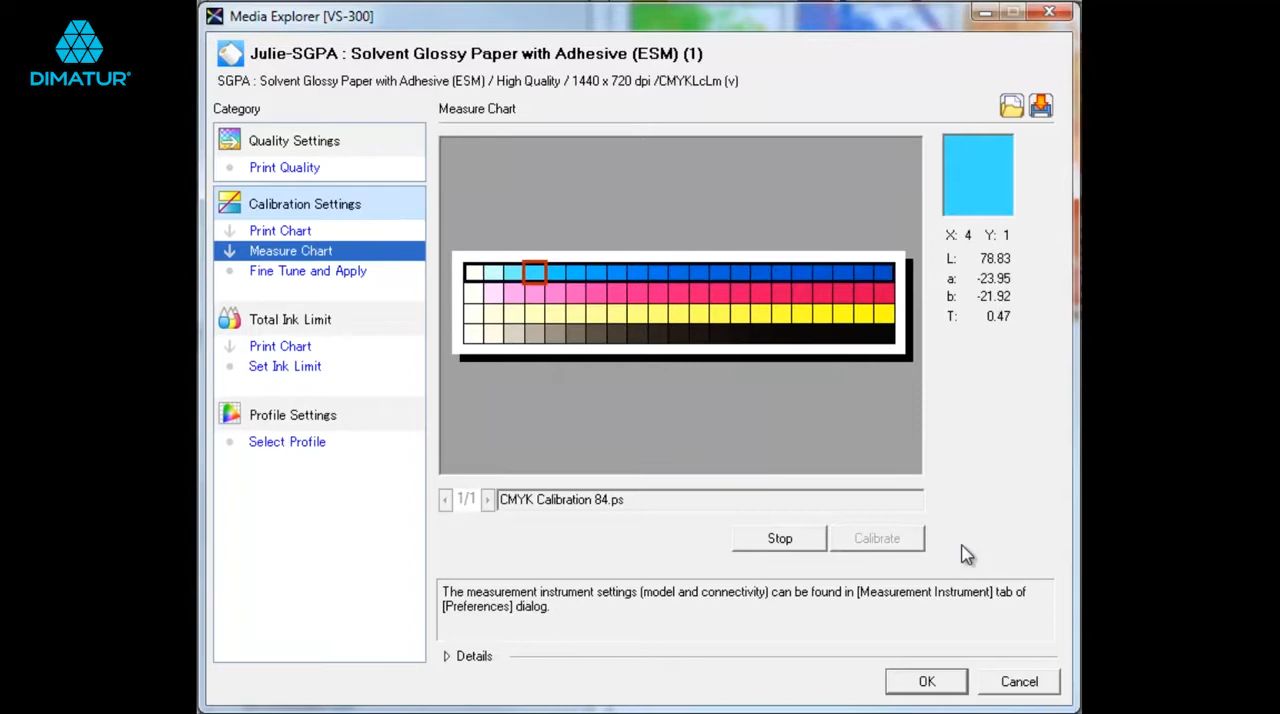 DIMATUR®
Media Explorer [VS-300]
Julie-SGPA : Solvent Glossy Paper with Adhesive (ESM) (1)
SGPA : Solvent Glossy Paper with Adhesive (ESM) / High Quality / 1440 x 720 dpi /CMYKLcLm (v)
Category
Quality Settings
Print Quality
Calibration Settings
Print Chart
Measure Chart
Fine Tune and Apply
Total Ink Limit
Print Chart
Set Ink Limit
Profile Settings
Select Profile
Measure Chart
X: 4 Y: 1
L: 78.83
a: -23.95
b: -21.92
T: 0.47
1/1 CMYK Calibration 84.ps
Stop Calibrate
The measurement instrument settings (model and connectivity) can be found in [Measurement Instrument] tab of
[Preferences] dialog.
Details
OK Cancel